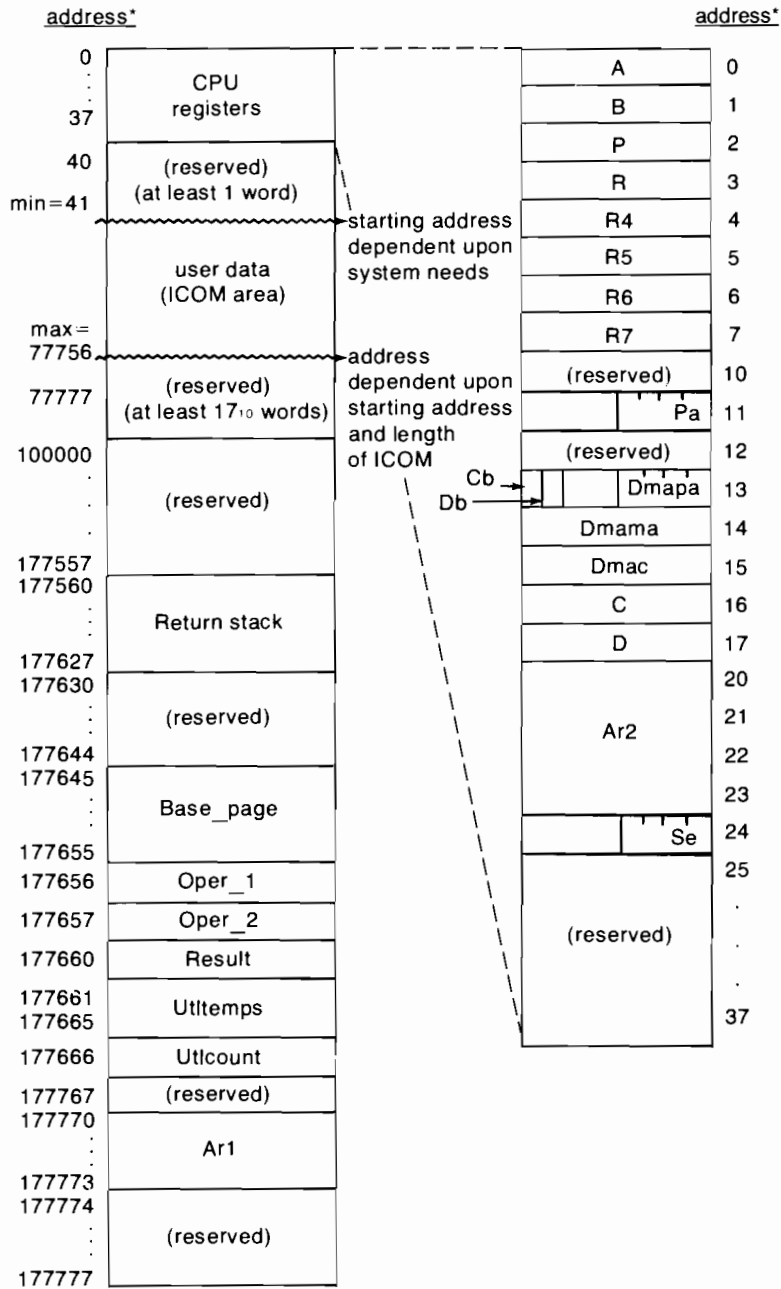 address*
0
.
.
37
CPU
registers
40
min=41
(reserved)
(at least 1 word)
user data
(ICOM area)
max=
77756
77777
(reserved)
(at least 17₁₀ words)
100000
.
.
.
177557
(reserved)
177560
.
.
.
177627
Return stack
177630
.
.
.
177644
(reserved)
177645
.
.
.
177655
Base_page
177656 Oper_1
177657 Oper_2
177660 Result
177661
177665
Utltemps
177666 Utlcount
177767 (reserved)
177770
.
.
.
177773
Ar1
177774
.
.
.
177777
(reserved)
starting address
dependent upon
system needs
address
dependent upon
starting address
and length
of ICOM
address*
A 0
B 1
P 2
R 3
R4 4
R5 5
R6 6
R7 7
(reserved) 10
Pa 11
(reserved) 12
Cb
Db
Dmapa 13
Dmama 14
Dmac 15
C 16
D 17
Ar2
20
21
22
23
Se 24
25
.
.
.
37
(reserved)